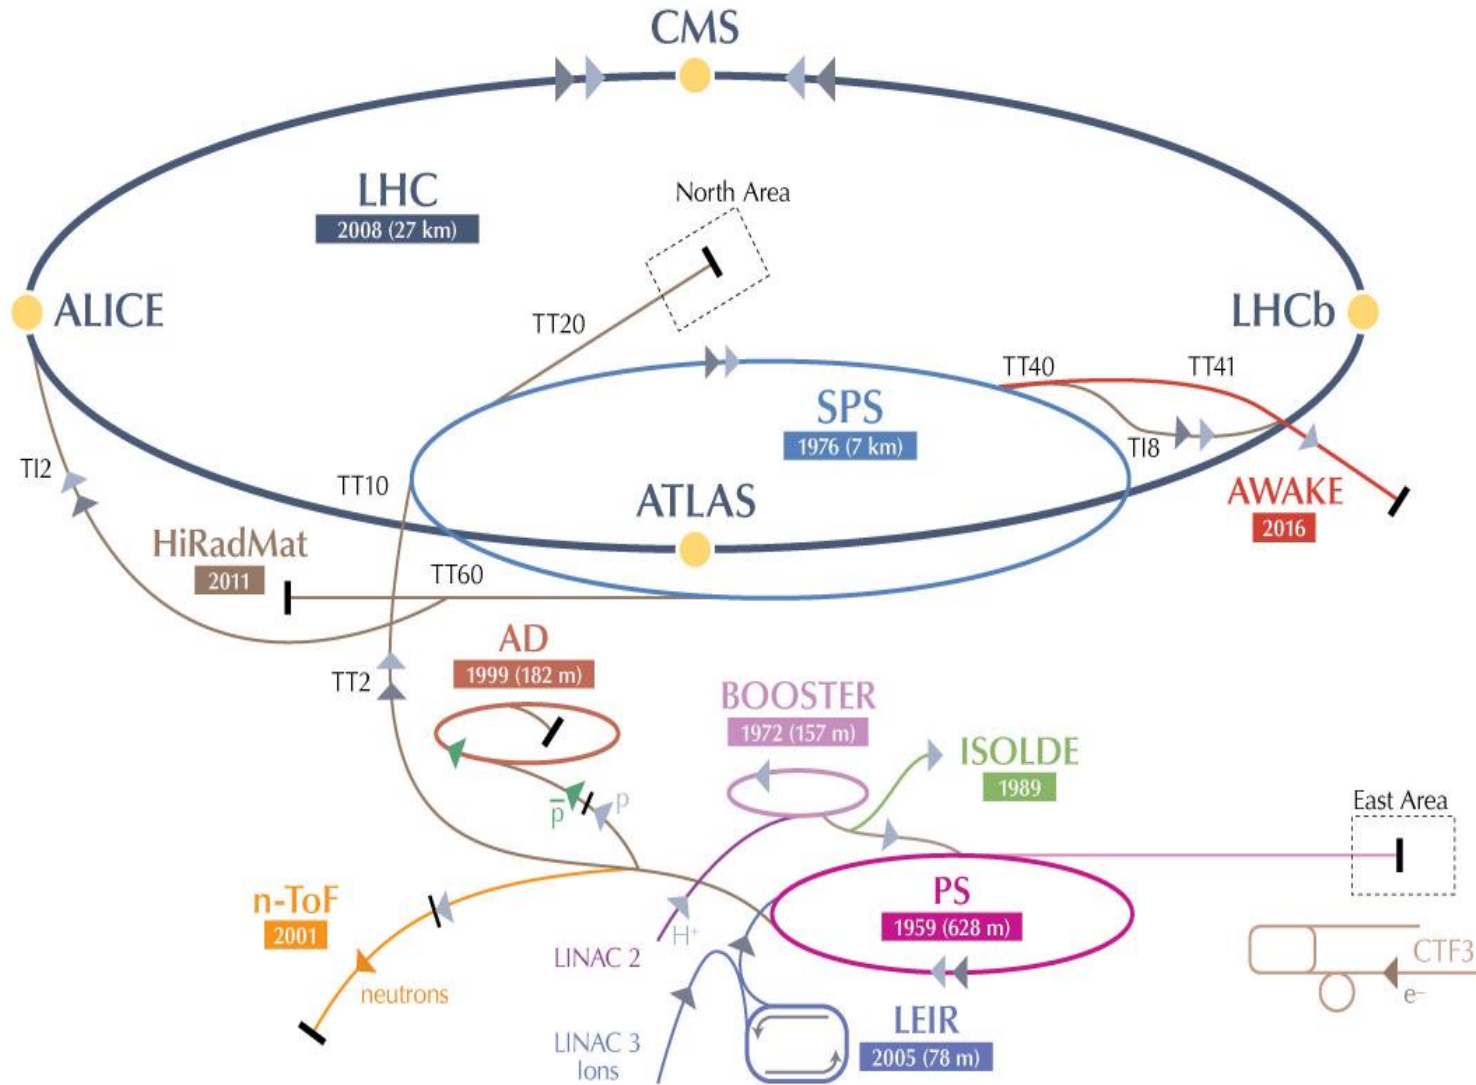 CMS
LHC
2008 (27 km)
North Area
ALICE
LHCb
TT20
TT40
TT41
SPS
1976 (7 km)
TI8
TI2
TT10
ATLAS
AWAKE
2016
HiRadMat
2011
TT60
AD
1999 (182 m)
TT2
BOOSTER
1972 (157 m)
ISOLDE
1989
p̄
p
East Area
n-ToF
2001
PS
1959 (628 m)
H⁺
LINAC 2
neutrons
CTF3
e⁻
LEIR
2005 (78 m)
LINAC 3
Ions